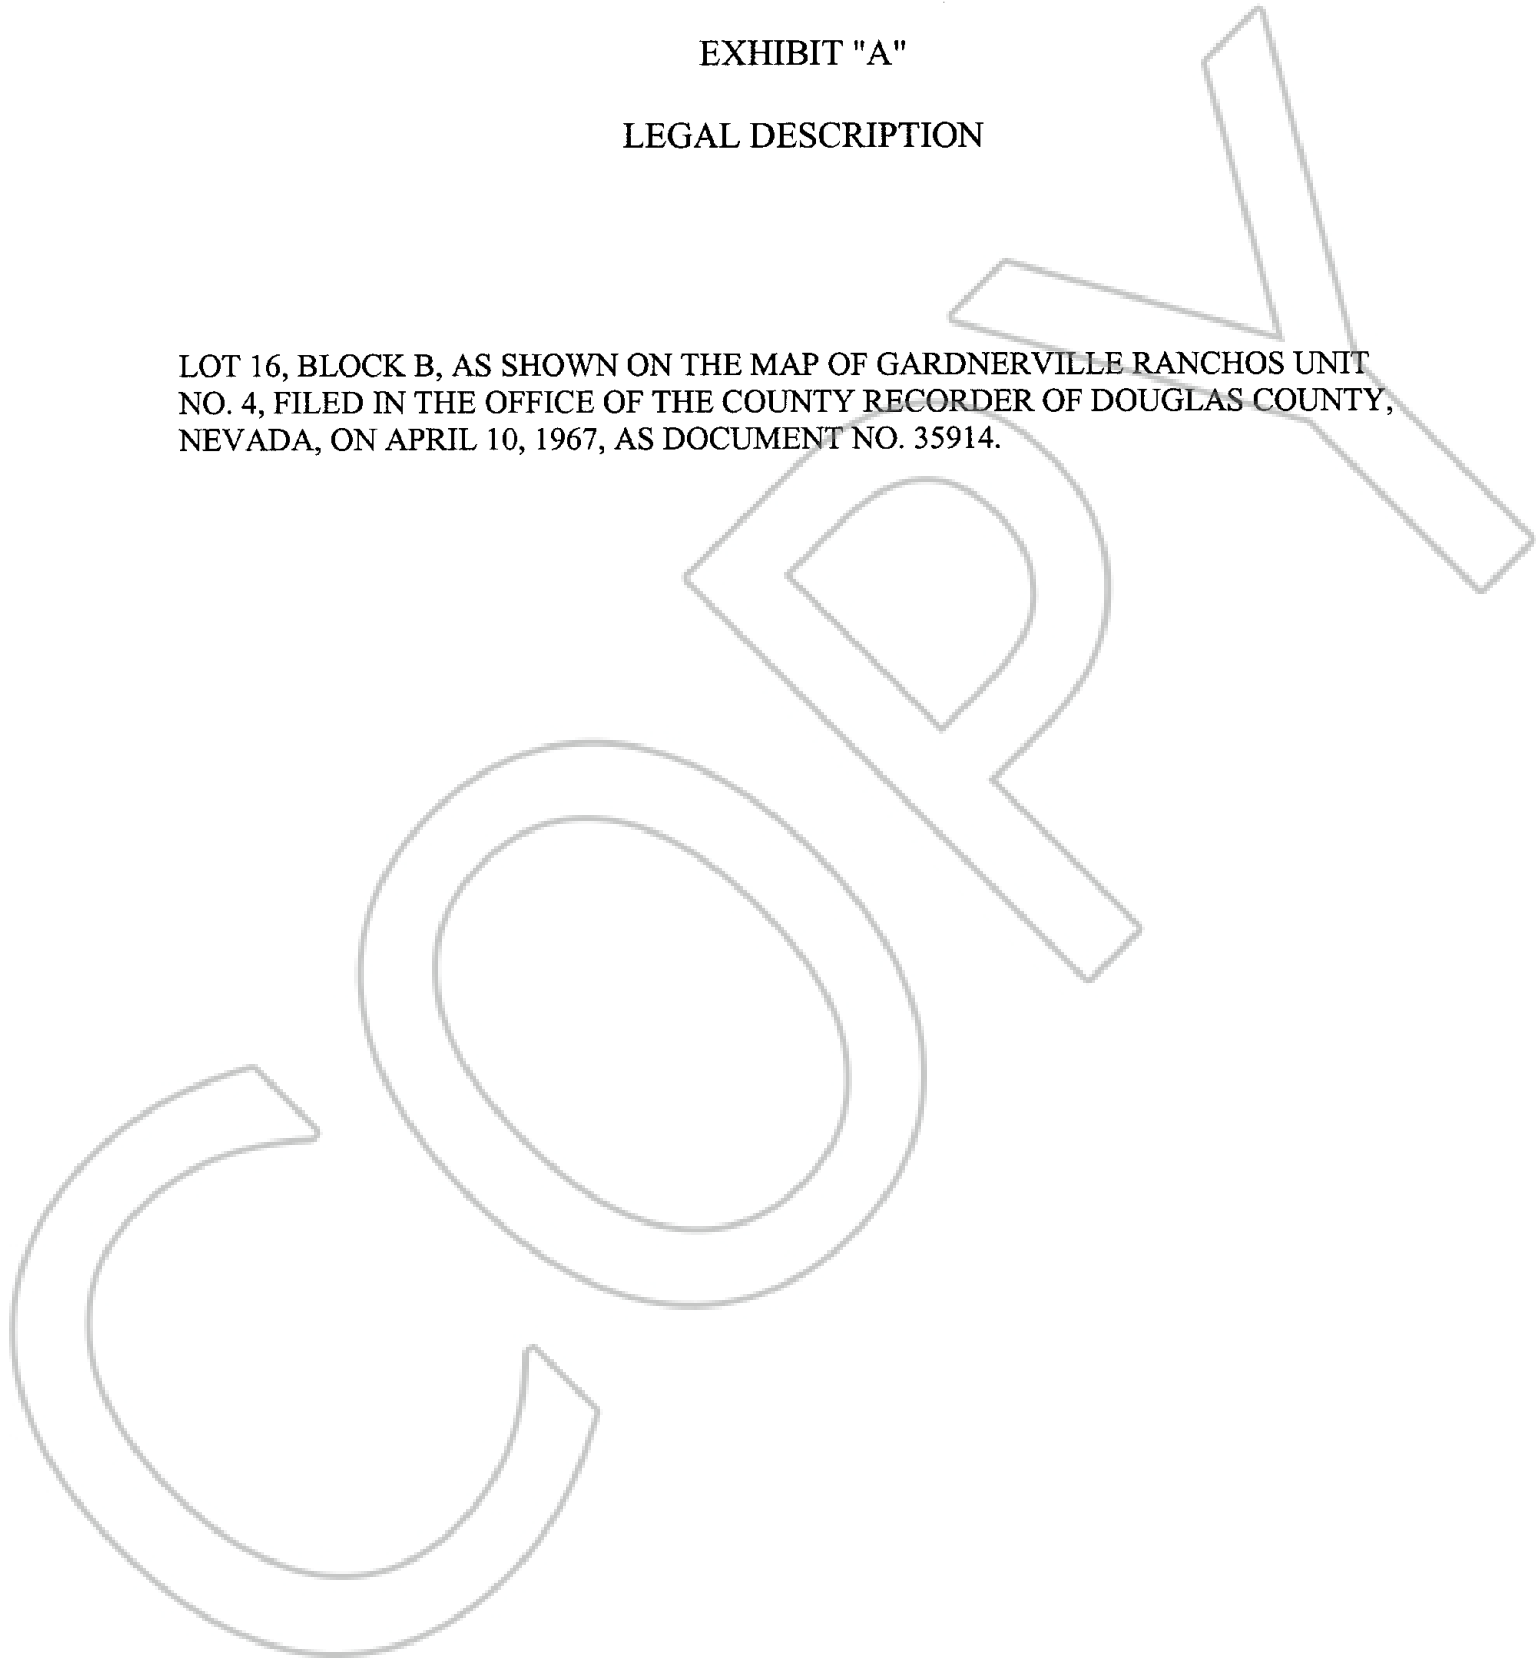 EXHIBIT "A"
LEGAL DESCRIPTION
LOT 16, BLOCK B, AS SHOWN ON THE MAP OF GARDNERVILLE RANCHOS UNIT
NO. 4, FILED IN THE OFFICE OF THE COUNTY RECORDER OF DOUGLAS COUNTY,
NEVADA, ON APRIL 10, 1967, AS DOCUMENT NO. 35914.
COPY